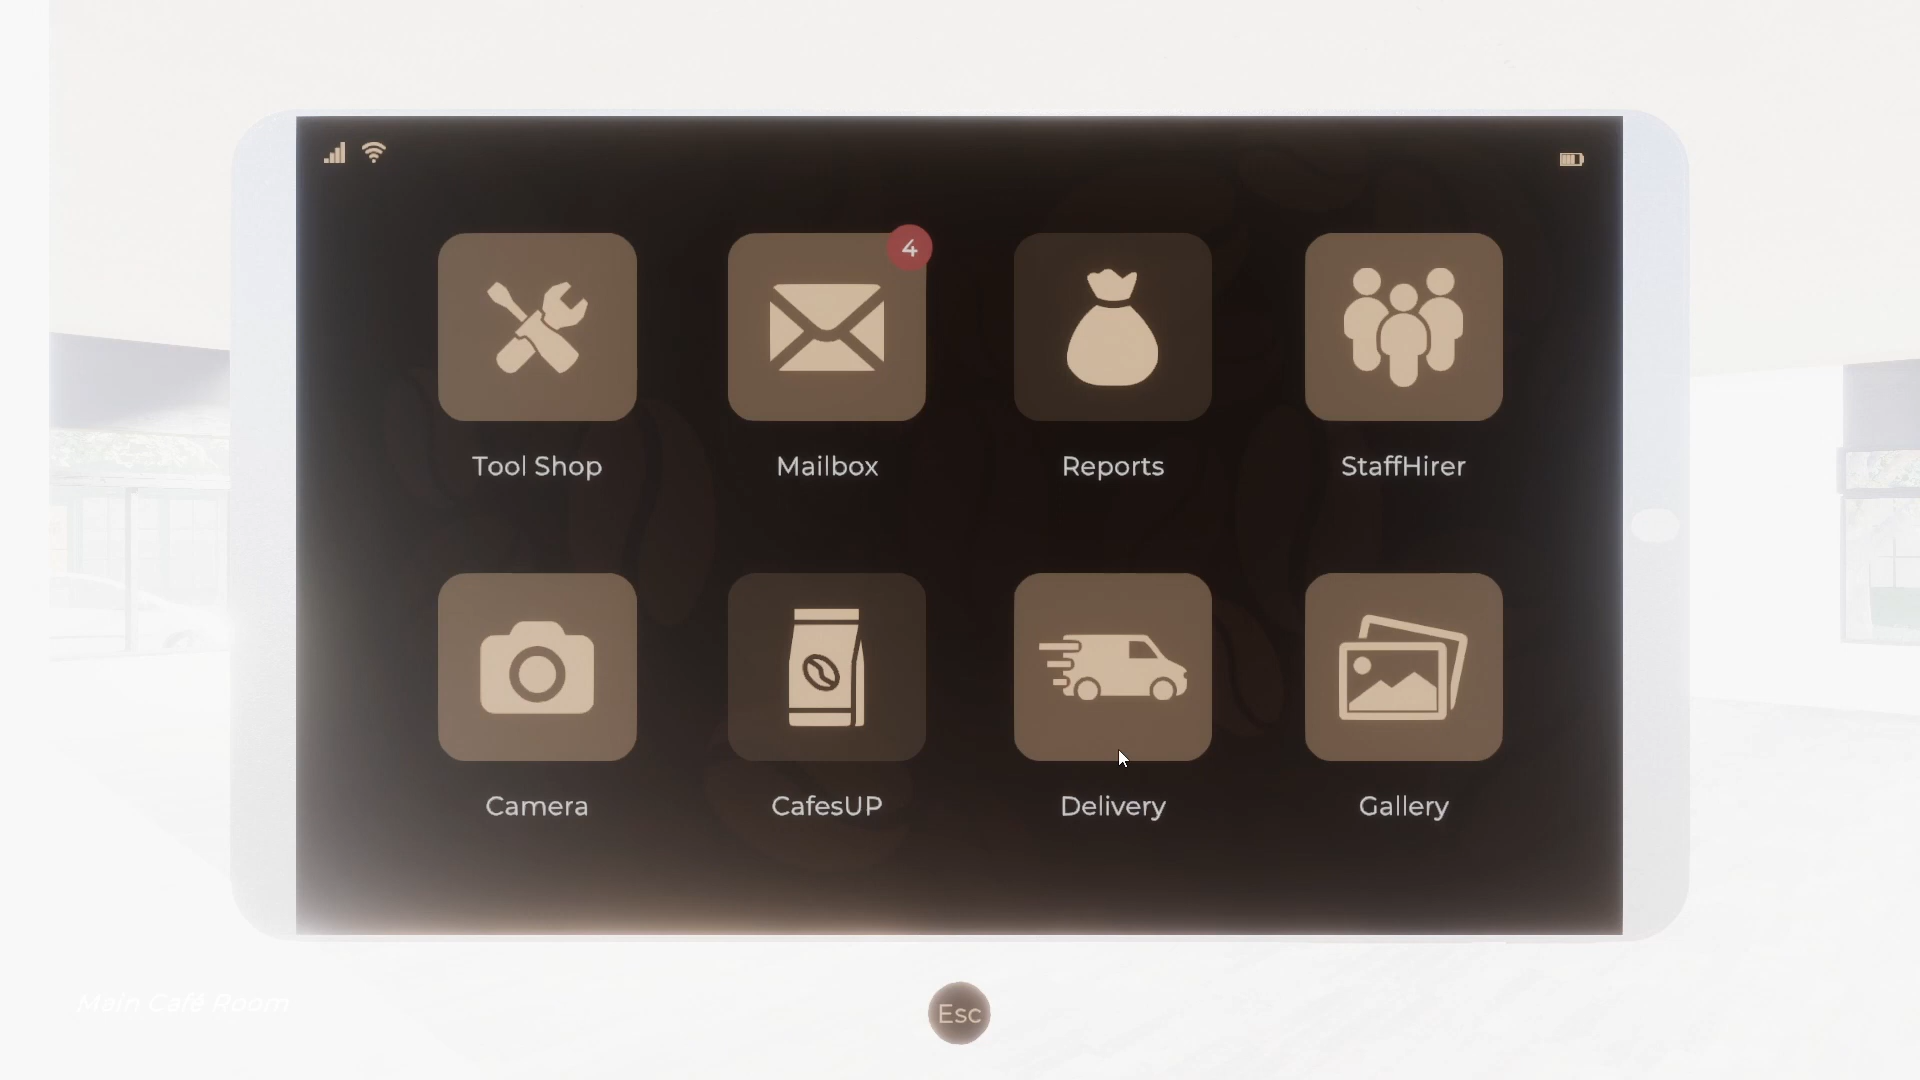 4
Tool Shop
Mailbox
Reports
StaffHirer
Camera
CafesUP
Delivery
Gallery
Main Café Room
Esc